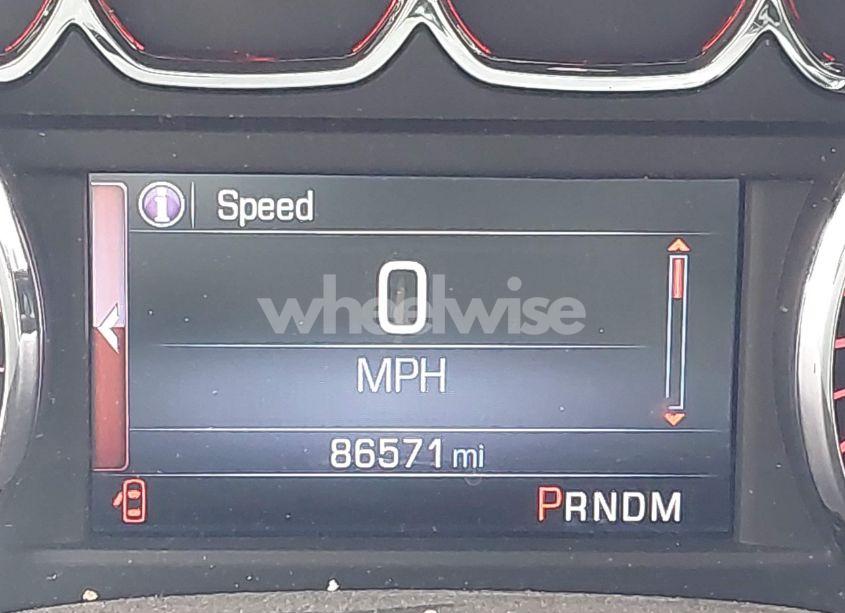 Speed
0
wheelwise
MPH
86571 mi
PRNDM